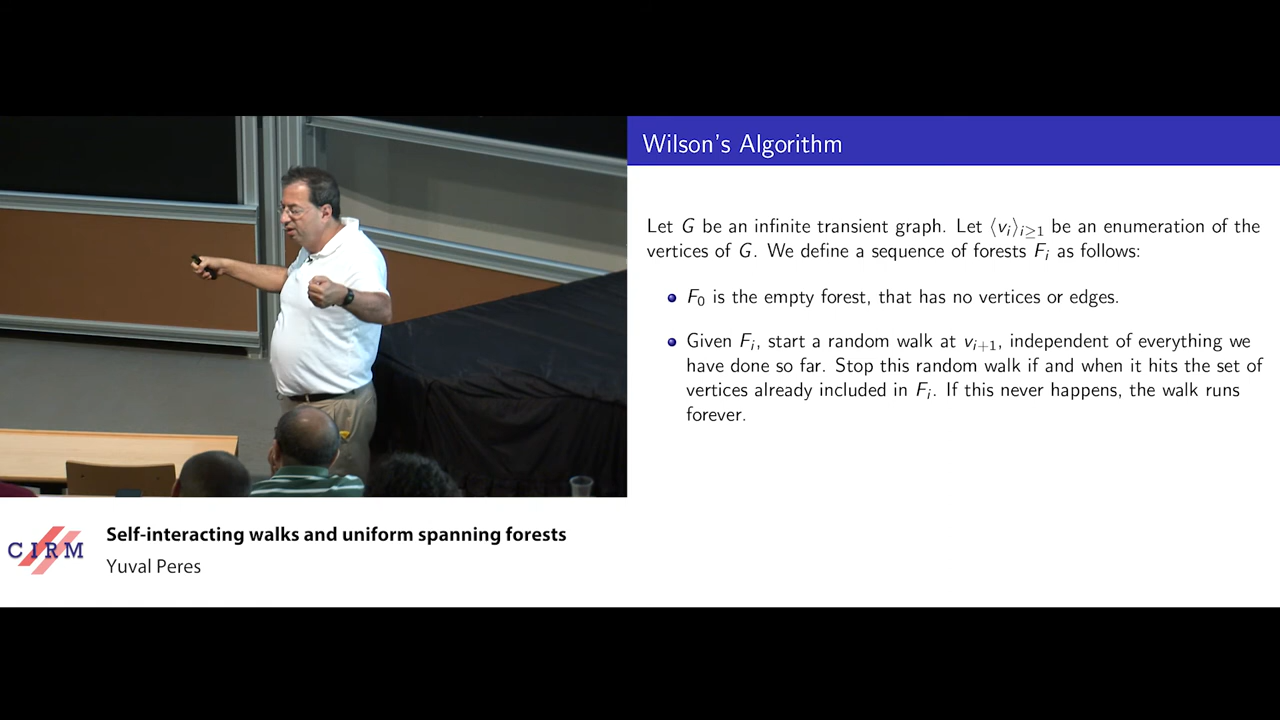 Wilson's Algorithm
Let G be an infinite transient graph. Let ⟨v_i⟩_{i≥1} be an enumeration of the
vertices of G. We define a sequence of forests F_i as follows:
F_0 is the empty forest, that has no vertices or edges.
Given F_i, start a random walk at v_{i+1}, independent of everything we
have done so far. Stop this random walk if and when it hits the set of
vertices already included in F_i. If this never happens, the walk runs
forever.
CIRM
Self-interacting walks and uniform spanning forests
Yuval Peres